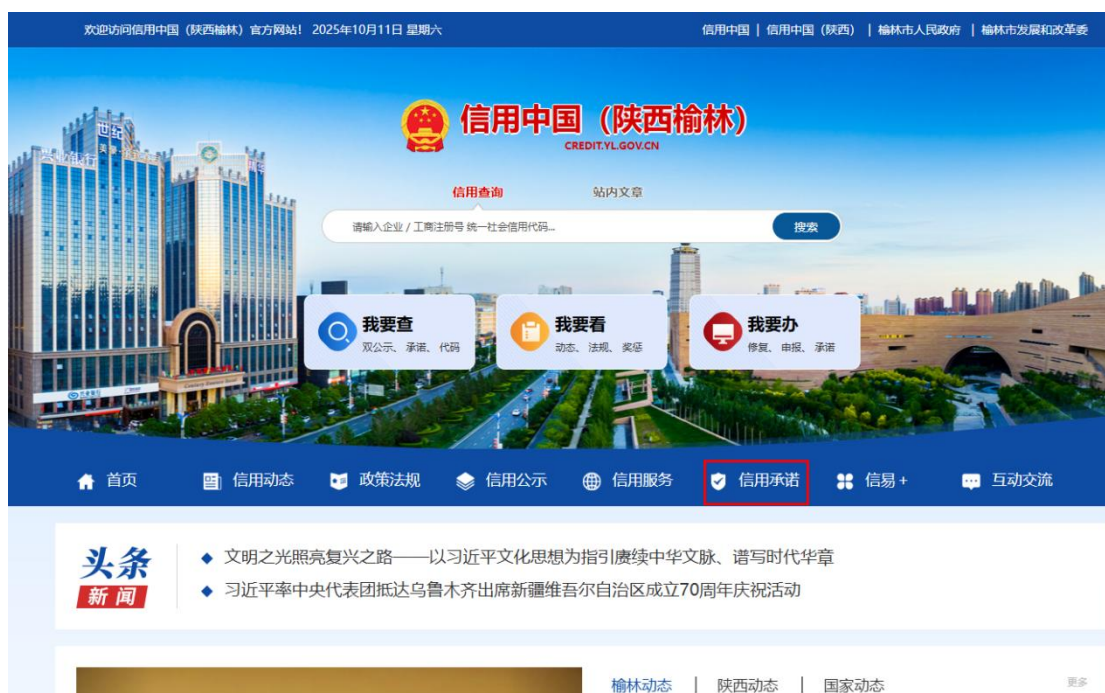 欢迎访问信用中国（陕西榆林）官方网站！ 2025年10月11日 星期六
信用中国 | 信用中国（陕西） | 榆林市人民政府 | 榆林市发展和改革委
世纪
美豪
兴业银行
信用中国（陕西榆林）
CREDIT.YL.GOV.CN
信用查询 站内文章
请输入企业 / 工商注册号 统一社会信用代码... 搜索
我要查
双公示、承诺、代码
我要看
动态、法规、奖惩
我要办
修复、申报、承诺
首页 信用动态 政策法规 信用公示 信用服务 信用承诺 信易+ 互动交流
头条
新闻
文明之光照亮复兴之路——以习近平文化思想为指引赓续中华文脉、谱写时代华章
习近平率中央代表团抵达乌鲁木齐出席新疆维吾尔自治区成立70周年庆祝活动
榆林动态 | 陕西动态 | 国家动态 更多